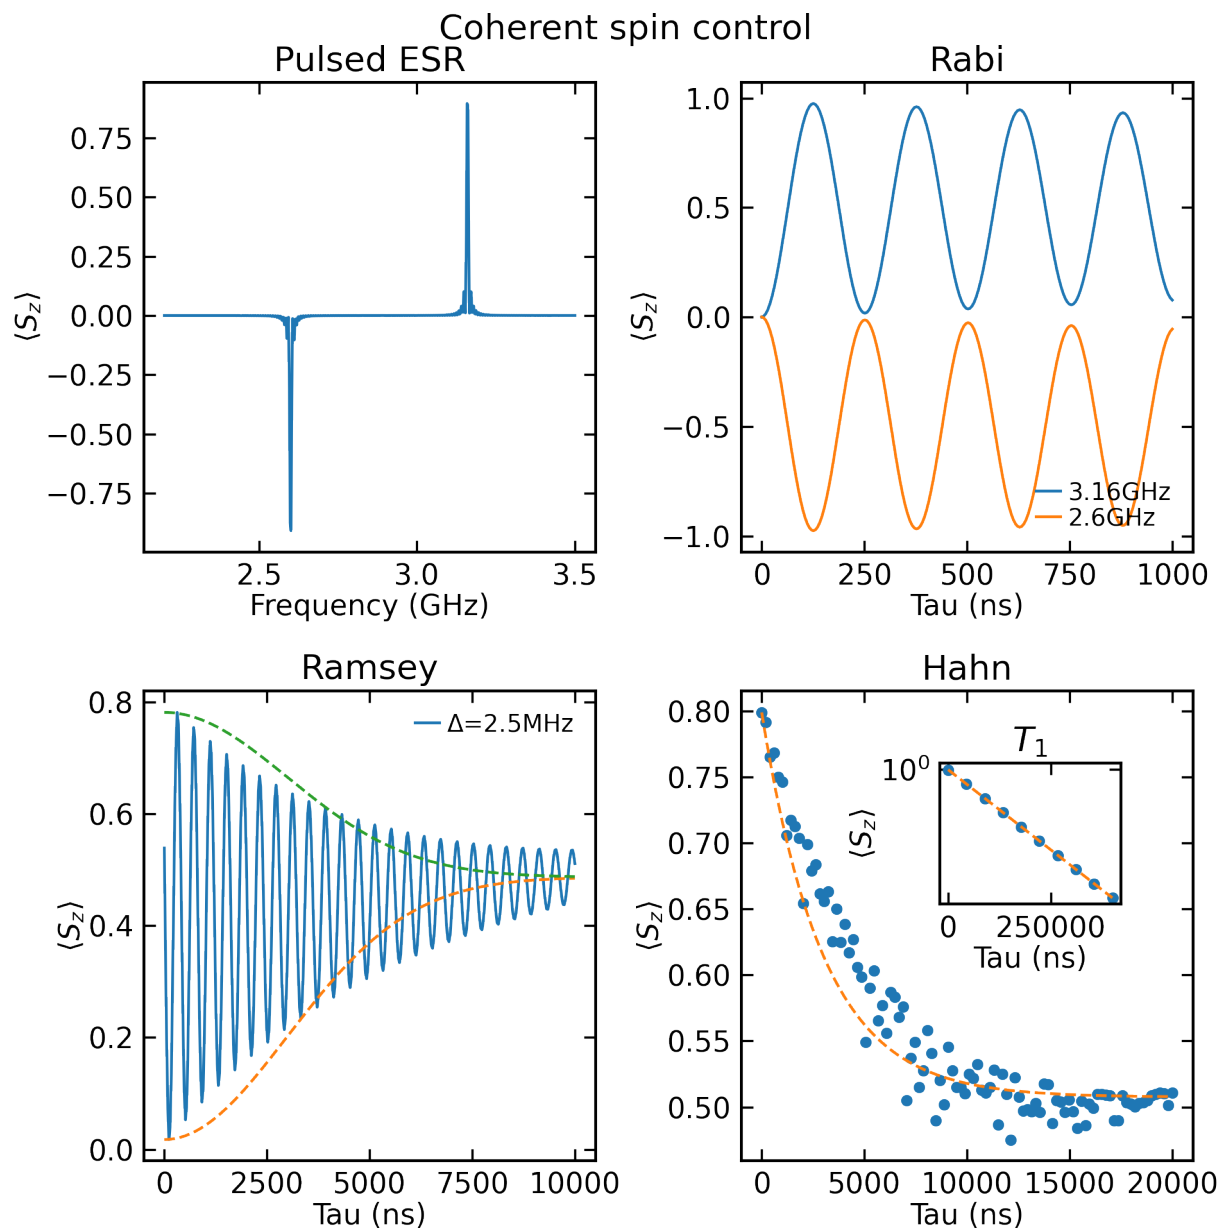 Coherent spin control
Pulsed ESR
0.75
0.50
0.25
0.00
−0.25
−0.50
−0.75
⟨S_z⟩
2.5
3.0
3.5
Frequency (GHz)
Rabi
1.0
0.5
0.0
−0.5
−1.0
⟨S_z⟩
3.16GHz
2.6GHz
0
250
500
750
1000
Tau (ns)
Ramsey
0.8
0.6
0.4
0.2
0.0
⟨S_z⟩
Δ=2.5MHz
0
2500
5000
7500
10000
Tau (ns)
Hahn
0.80
0.75
0.70
0.65
0.60
0.55
0.50
⟨S_z⟩
T_1
10^0
⟨S_z⟩
0
250000
Tau (ns)
0
5000
10000
15000
20000
Tau (ns)